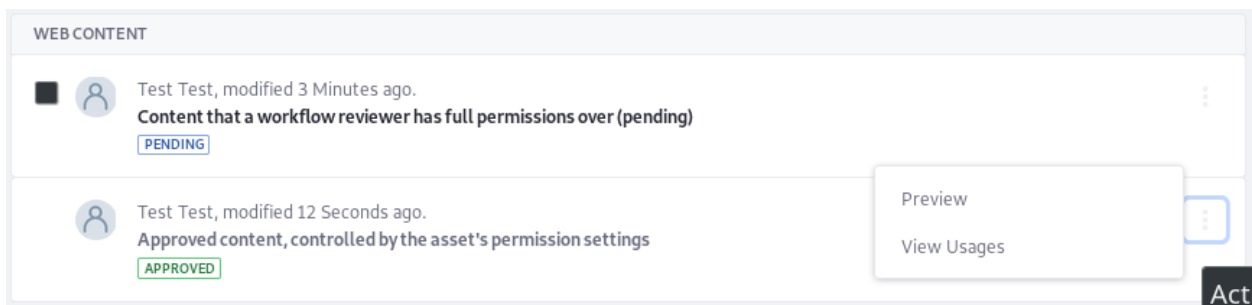 WEB CONTENT
Test Test, modified 3 Minutes ago.
Content that a workflow reviewer has full permissions over (pending)
PENDING
Test Test, modified 12 Seconds ago.
Approved content, controlled by the asset's permission settings
APPROVED
Preview
View Usages
Act